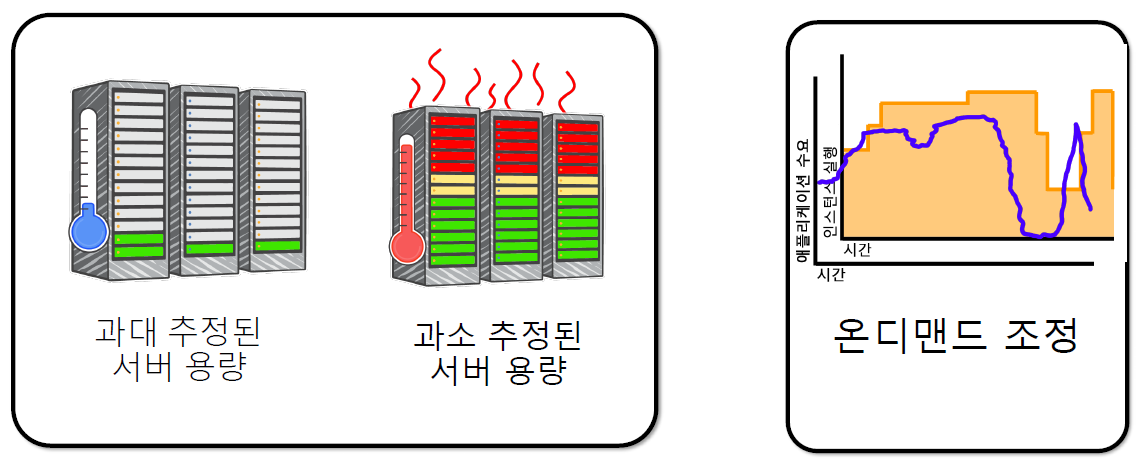 과대 추정된
서버 용량
과소 추정된
서버 용량
애플리케이션 수요
인스턴스 실행
시간
시간
온디맨드 조정